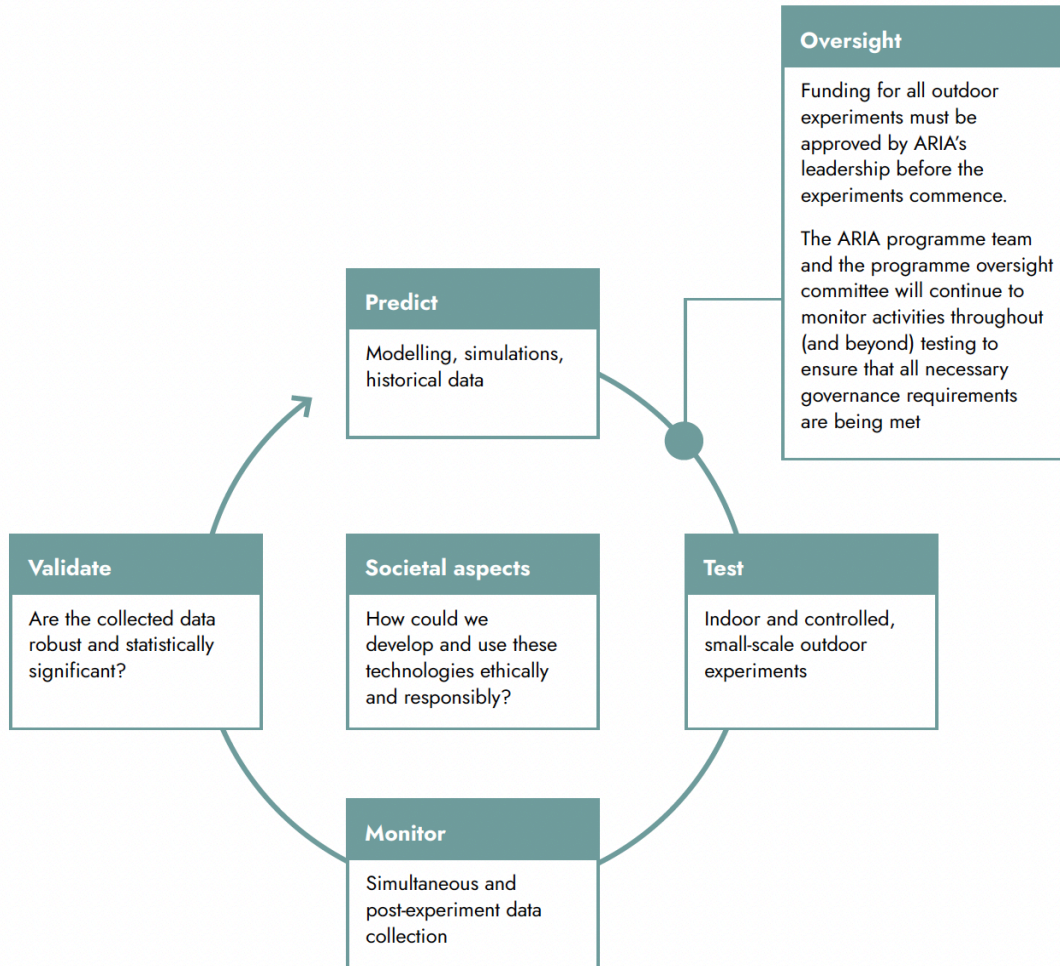 Oversight
Funding for all outdoor
experiments must be
approved by ARIA's
leadership before the
experiments commence.
The ARIA programme team
and the programme oversight
committee will continue to
monitor activities throughout
(and beyond) testing to
ensure that all necessary
governance requirements
are being met
Predict
Modelling, simulations,
historical data
Validate
Are the collected data
robust and statistically
significant?
Societal aspects
How could we
develop and use these
technologies ethically
and responsibly?
Test
Indoor and controlled,
small-scale outdoor
experiments
Monitor
Simultaneous and
post-experiment data
collection